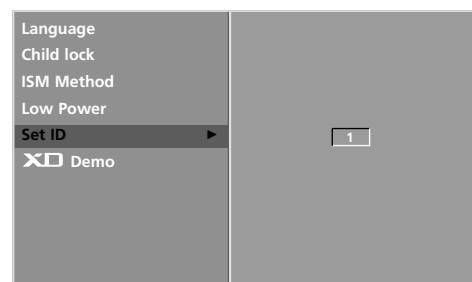 Language
Child lock
ISM Method
Low Power
Set ID ►
1
XD Demo